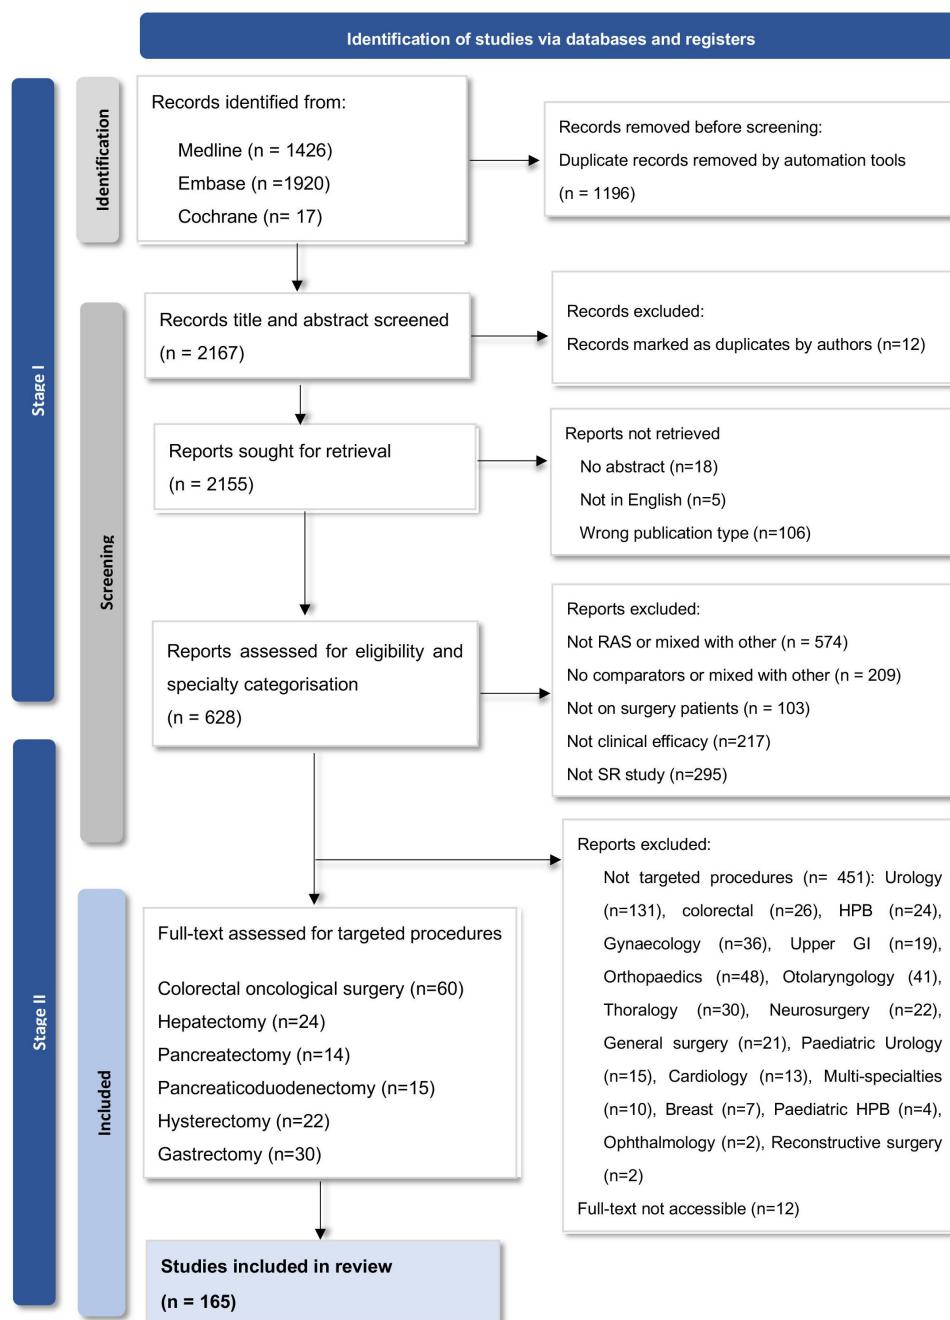 Identification of studies via databases and registers
Stage I
Identification
Records identified from:
Medline (n = 1426)
Embase (n =1920)
Cochrane (n= 17)
Records removed before screening:
Duplicate records removed by automation tools
(n = 1196)
Screening
Records title and abstract screened
(n = 2167)
Records excluded:
Records marked as duplicates by authors (n=12)
Reports sought for retrieval
(n = 2155)
Reports not retrieved
No abstract (n=18)
Not in English (n=5)
Wrong publication type (n=106)
Reports assessed for eligibility and
specialty categorisation
(n = 628)
Reports excluded:
Not RAS or mixed with other (n = 574)
No comparators or mixed with other (n = 209)
Not on surgery patients (n = 103)
Not clinical efficacy (n=217)
Not SR study (n=295)
Stage II
Reports excluded:
Not targeted procedures (n= 451): Urology
(n=131), colorectal (n=26), HPB (n=24),
Gynaecology (n=36), Upper GI (n=19),
Orthopaedics (n=48), Otolaryngology (41),
Thoralogy (n=30), Neurosurgery (n=22),
General surgery (n=21), Paediatric Urology
(n=15), Cardiology (n=13), Multi-specialties
(n=10), Breast (n=7), Paediatric HPB (n=4),
Ophthalmology (n=2), Reconstructive surgery
(n=2)
Full-text not accessible (n=12)
Included
Full-text assessed for targeted procedures
Colorectal oncological surgery (n=60)
Hepatectomy (n=24)
Pancreatectomy (n=14)
Pancreaticoduodenectomy (n=15)
Hysterectomy (n=22)
Gastrectomy (n=30)
Studies included in review
(n = 165)